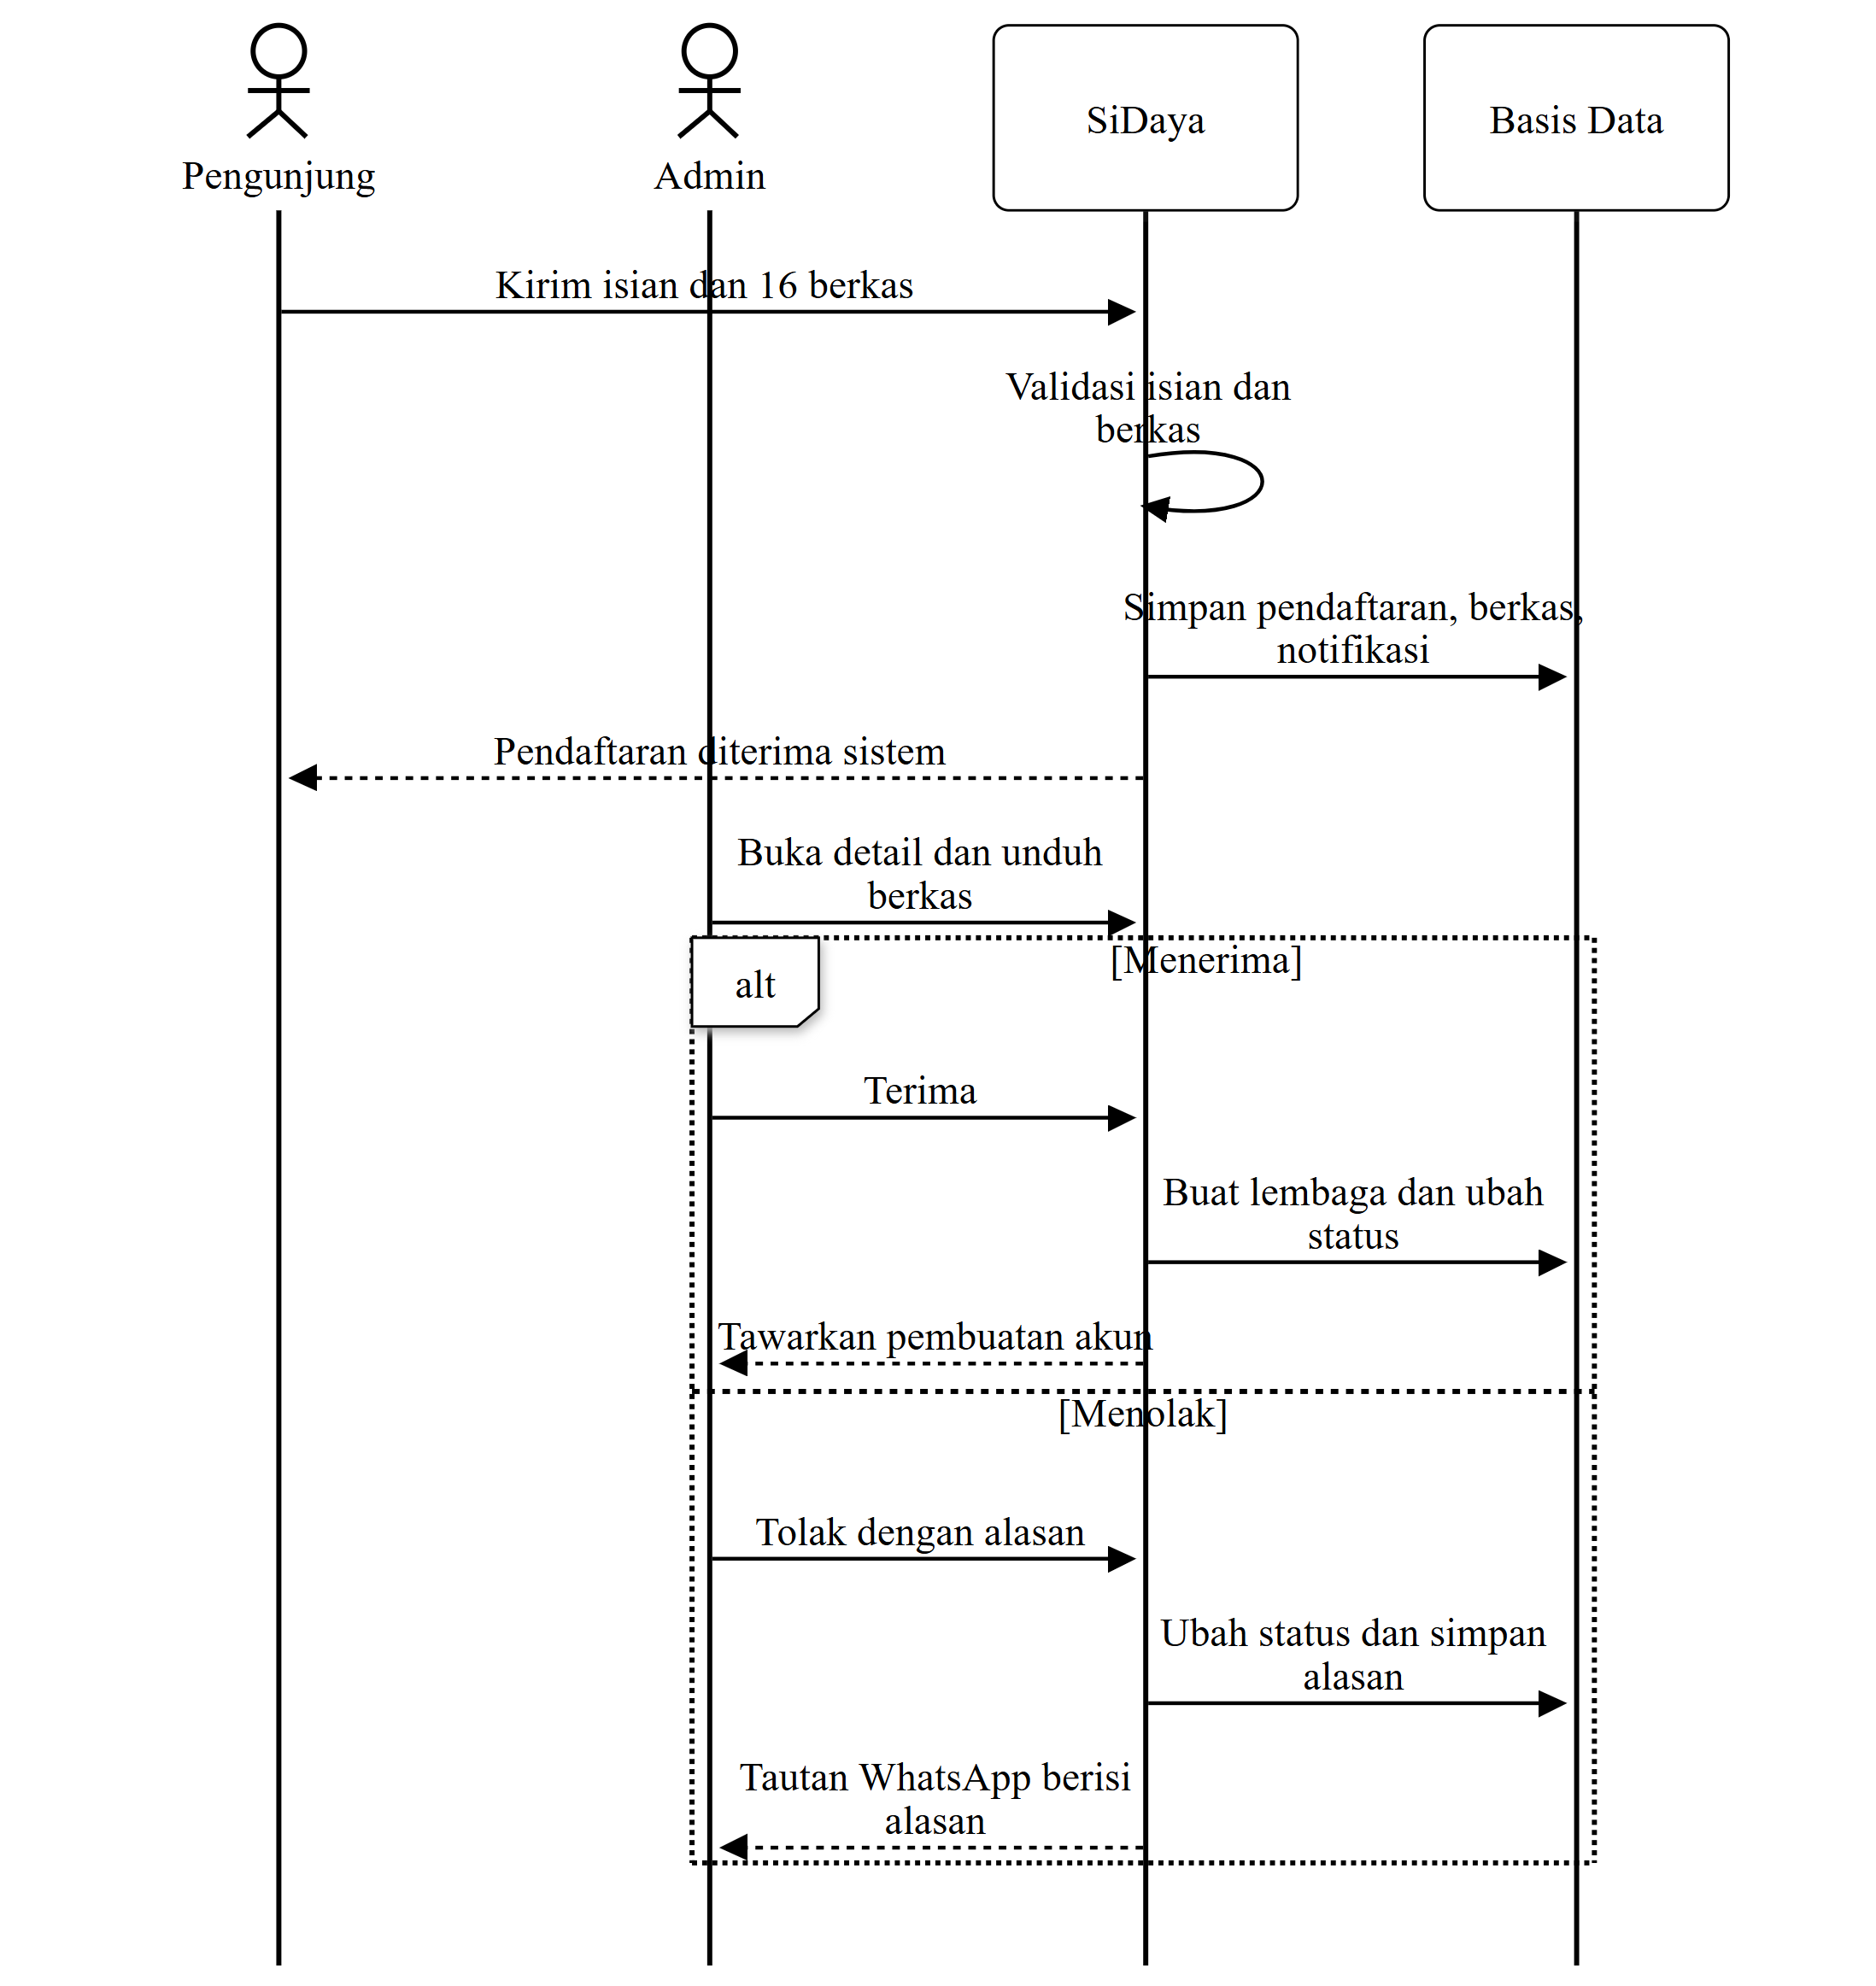 Pengunjung
Admin
SiDaya
Basis Data
Kirim isian dan 16 berkas
Validasi isian dan
berkas
Simpan pendaftaran, berkas,
notifikasi
Pendaftaran diterima sistem
Buka detail dan unduh
berkas
[Menerima]
alt
Terima
Buat lembaga dan ubah
status
Tawarkan pembuatan akun
[Menolak]
Tolak dengan alasan
Ubah status dan simpan
alasan
Tautan WhatsApp berisi
alasan